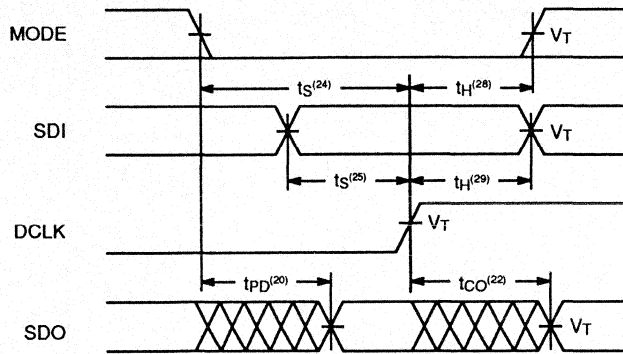 MODE
V_T
t_S(24) t_H(28)
SDI
V_T
t_S(25) t_H(29)
DCLK
V_T
t_PD(20) t_CO(22)
SDO
V_T